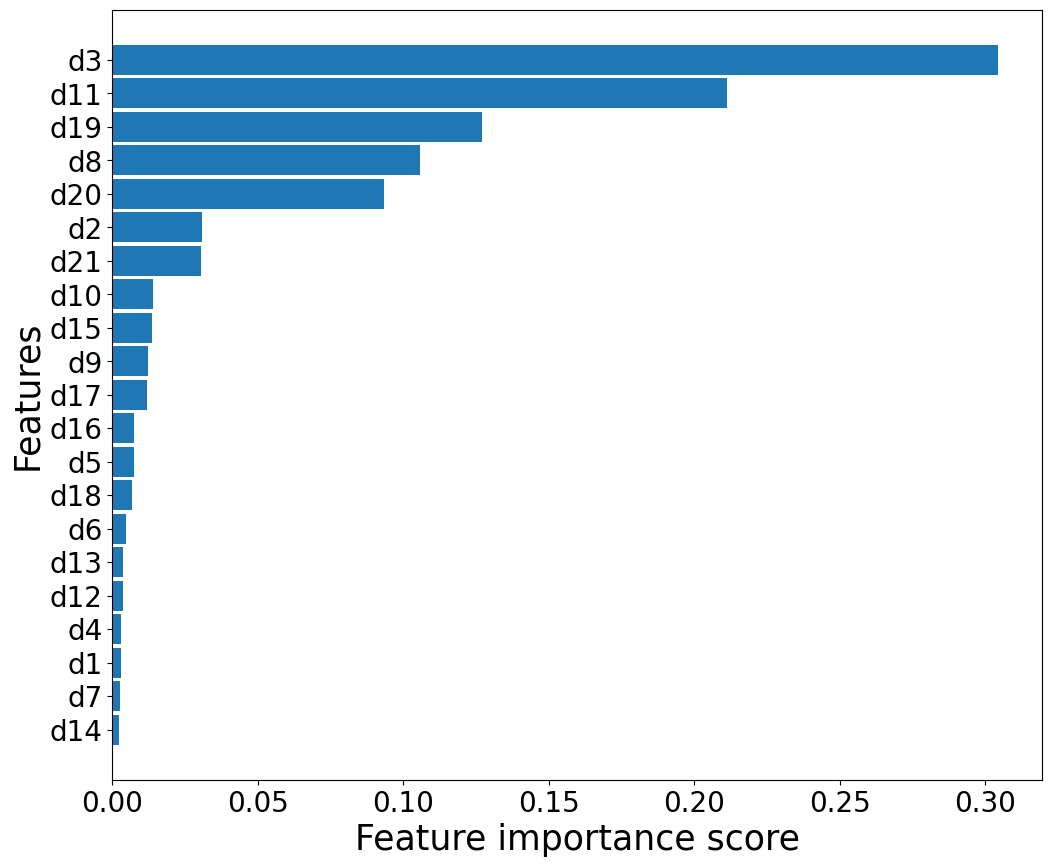 d3
d11
d19
d8
d20
d2
d21
d10
d15
d9
d17
d16
d5
d18
d6
d13
d12
d4
d1
d7
d14
Features
0.00 0.05 0.10 0.15 0.20 0.25 0.30
Feature importance score